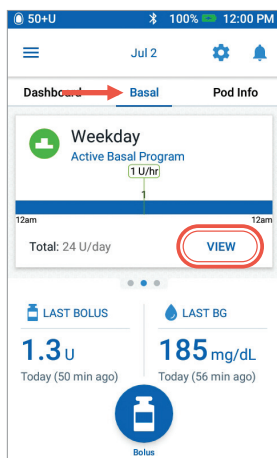 50+U 100% 12:00 PM
Jul 2
Dashboard Basal Pod Info
Weekday
Active Basal Program
1 U/hr
1
12am 12am
Total: 24 U/day VIEW
LAST BOLUS LAST BG
1.3 U 185 mg/dL
Today (50 min ago) Today (56 min ago)
Bolus